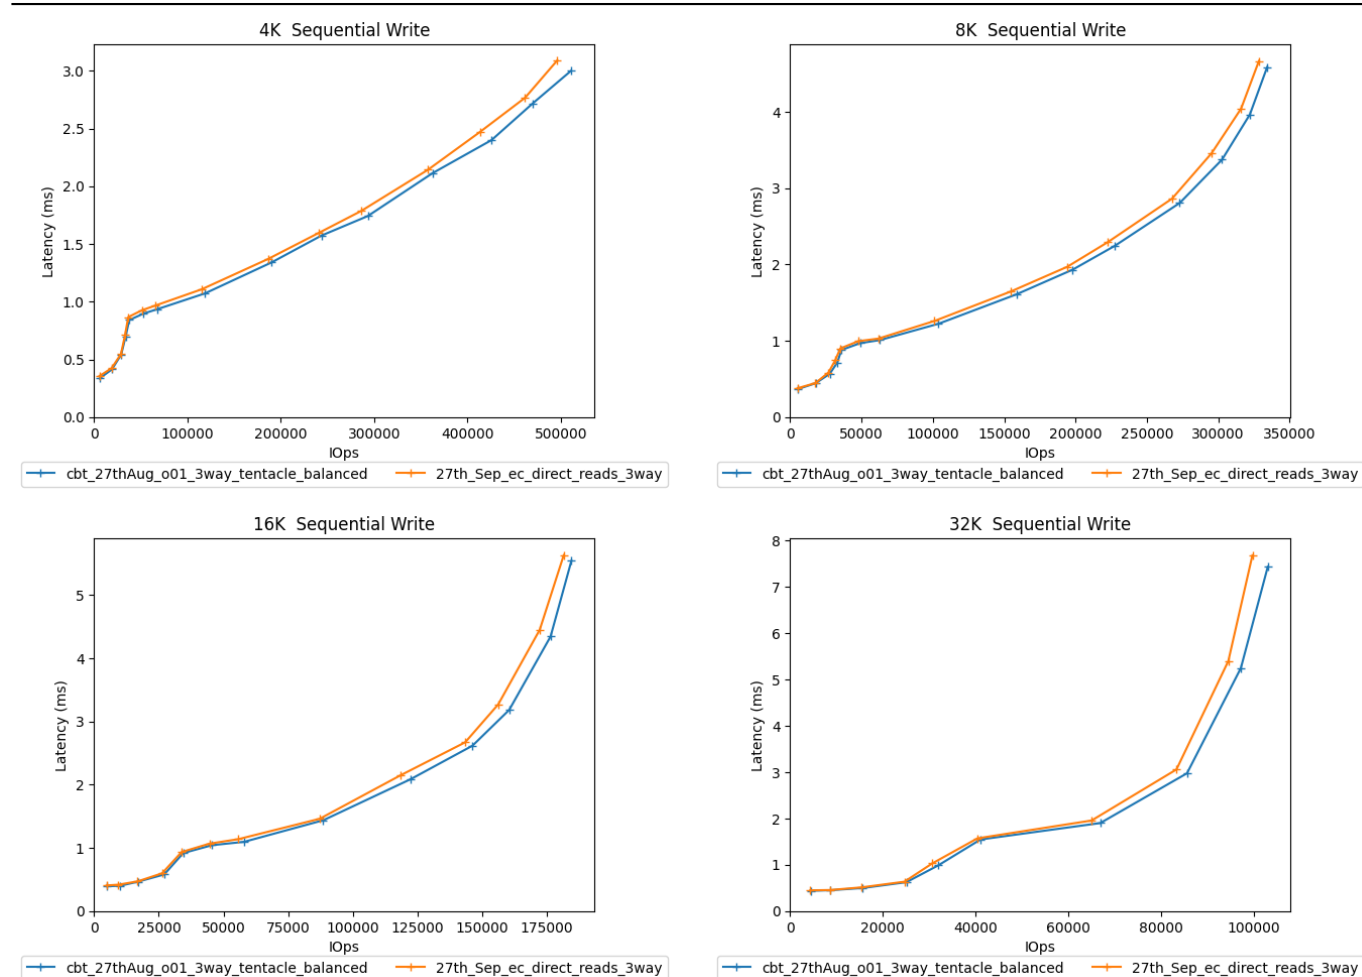 4K  Sequential Write
Latency (ms)
3.0
2.5
2.0
1.5
1.0
0.5
0.0
0 100000 200000 300000 400000 500000
IOps
cbt_27thAug_o01_3way_tentacle_balanced 27th_Sep_ec_direct_reads_3way
8K  Sequential Write
Latency (ms)
4
3
2
1
0
0 50000 100000 150000 200000 250000 300000 350000
IOps
cbt_27thAug_o01_3way_tentacle_balanced 27th_Sep_ec_direct_reads_3way
16K  Sequential Write
Latency (ms)
5
4
3
2
1
0
0 25000 50000 75000 100000 125000 150000 175000
IOps
cbt_27thAug_o01_3way_tentacle_balanced 27th_Sep_ec_direct_reads_3way
32K  Sequential Write
Latency (ms)
8
7
6
5
4
3
2
1
0
0 20000 40000 60000 80000 100000
IOps
cbt_27thAug_o01_3way_tentacle_balanced 27th_Sep_ec_direct_reads_3way